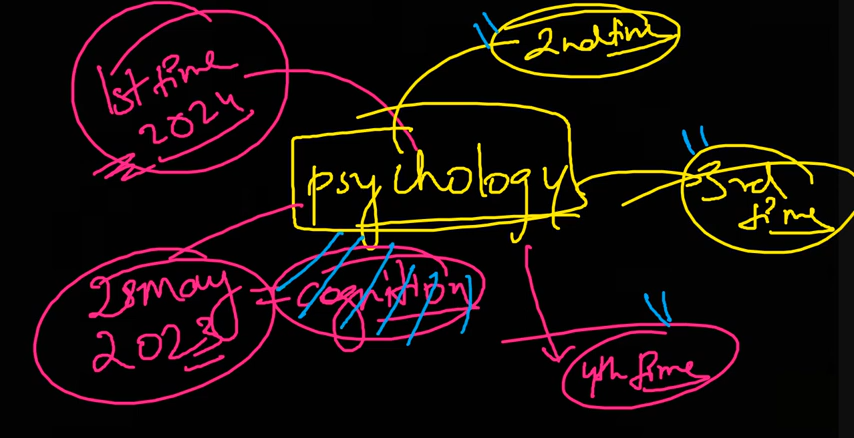 1st time
2024
2nd time
psychology
3rd
time
28 may
2023
cognition
4th time